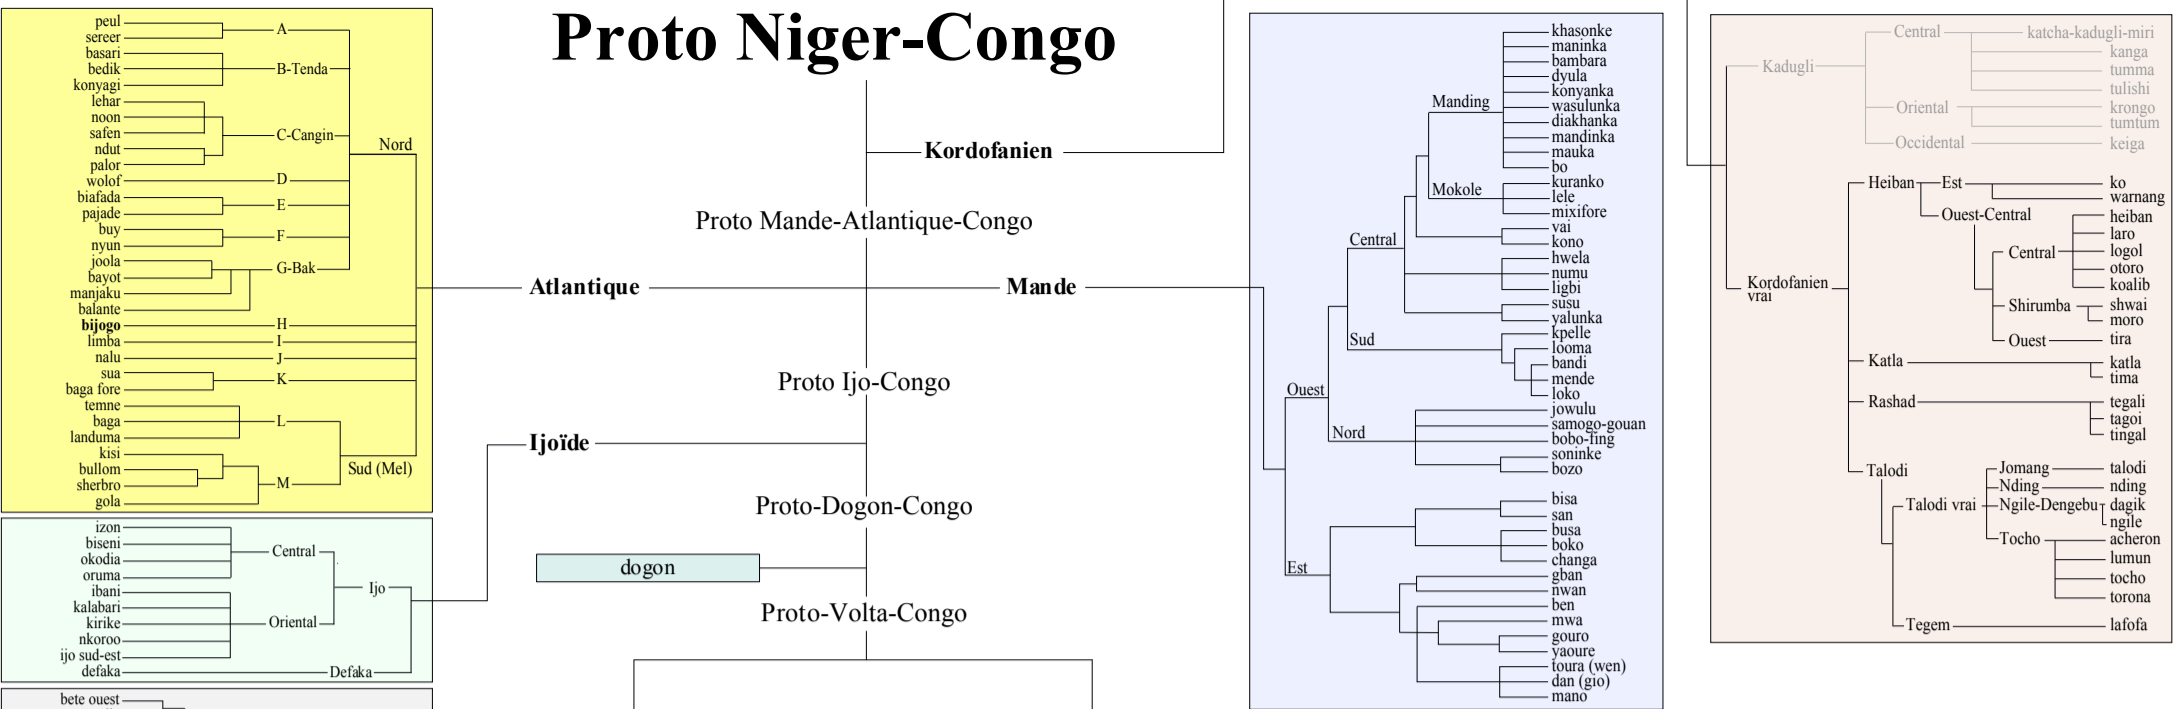 Proto Niger-Congo
Kordofanien
Proto Mande-Atlantique-Congo
Atlantique
Mande
Proto Ijo-Congo
Ijoïde
Proto-Dogon-Congo
dogon
Proto-Volta-Congo
peul
sereer
A
basari
bedik
konyagi
B-Tenda
lehar
noon
safen
ndut
palor
C-Cangin
Nord
wolof
D
biafada
pajade
E
buy
nyun
F
joola
bayot
manjaku
balante
G-Bak
bijogo
H
limba
I
nalu
J
sua
baga fore
K
temne
baga
landuma
L
kisi
bullom
sherbro
gola
M
Sud (Mel)
izon
biseni
okodia
oruma
Central
ibani
kalabari
kirike
nkoroo
ijo sud-est
Oriental
Ijo
defaka
Defaka
bete ouest
khasonke
maninka
bambara
dyula
konyanka
wasulunka
diakhanka
mandinka
mauka
bo
Manding
kuranko
lele
mixifore
Mokole
vai
kono
hwela
numu
ligbi
susu
yalunka
Central
kpelle
looma
bandi
mende
loko
Sud
Ouest
jowulu
samogo-gouan
bobo-fing
soninke
bozo
Nord
bisa
san
busa
boko
changa
Est
gban
nwan
ben
mwa
gouro
yaoure
toura (wen)
dan (gio)
mano
Kadugli
Central
katcha-kadugli-miri
kanga
tumma
tulishi
Oriental
krongo
tumtum
Occidental
keiga
Kordofanien
vrai
Heiban
Est
ko
warnang
Ouest-Central
Central
heiban
laro
logol
otoro
koalib
Shirumba
shwai
moro
Ouest
tira
Katla
katla
tima
Rashad
tegali
tagoi
tingal
Talodi
Talodi vrai
Jomang
talodi
Nding
nding
Ngile-Dengebu
dagik
ngile
Tocho
acheron
lumun
tocho
torona
Tegem
lafofa